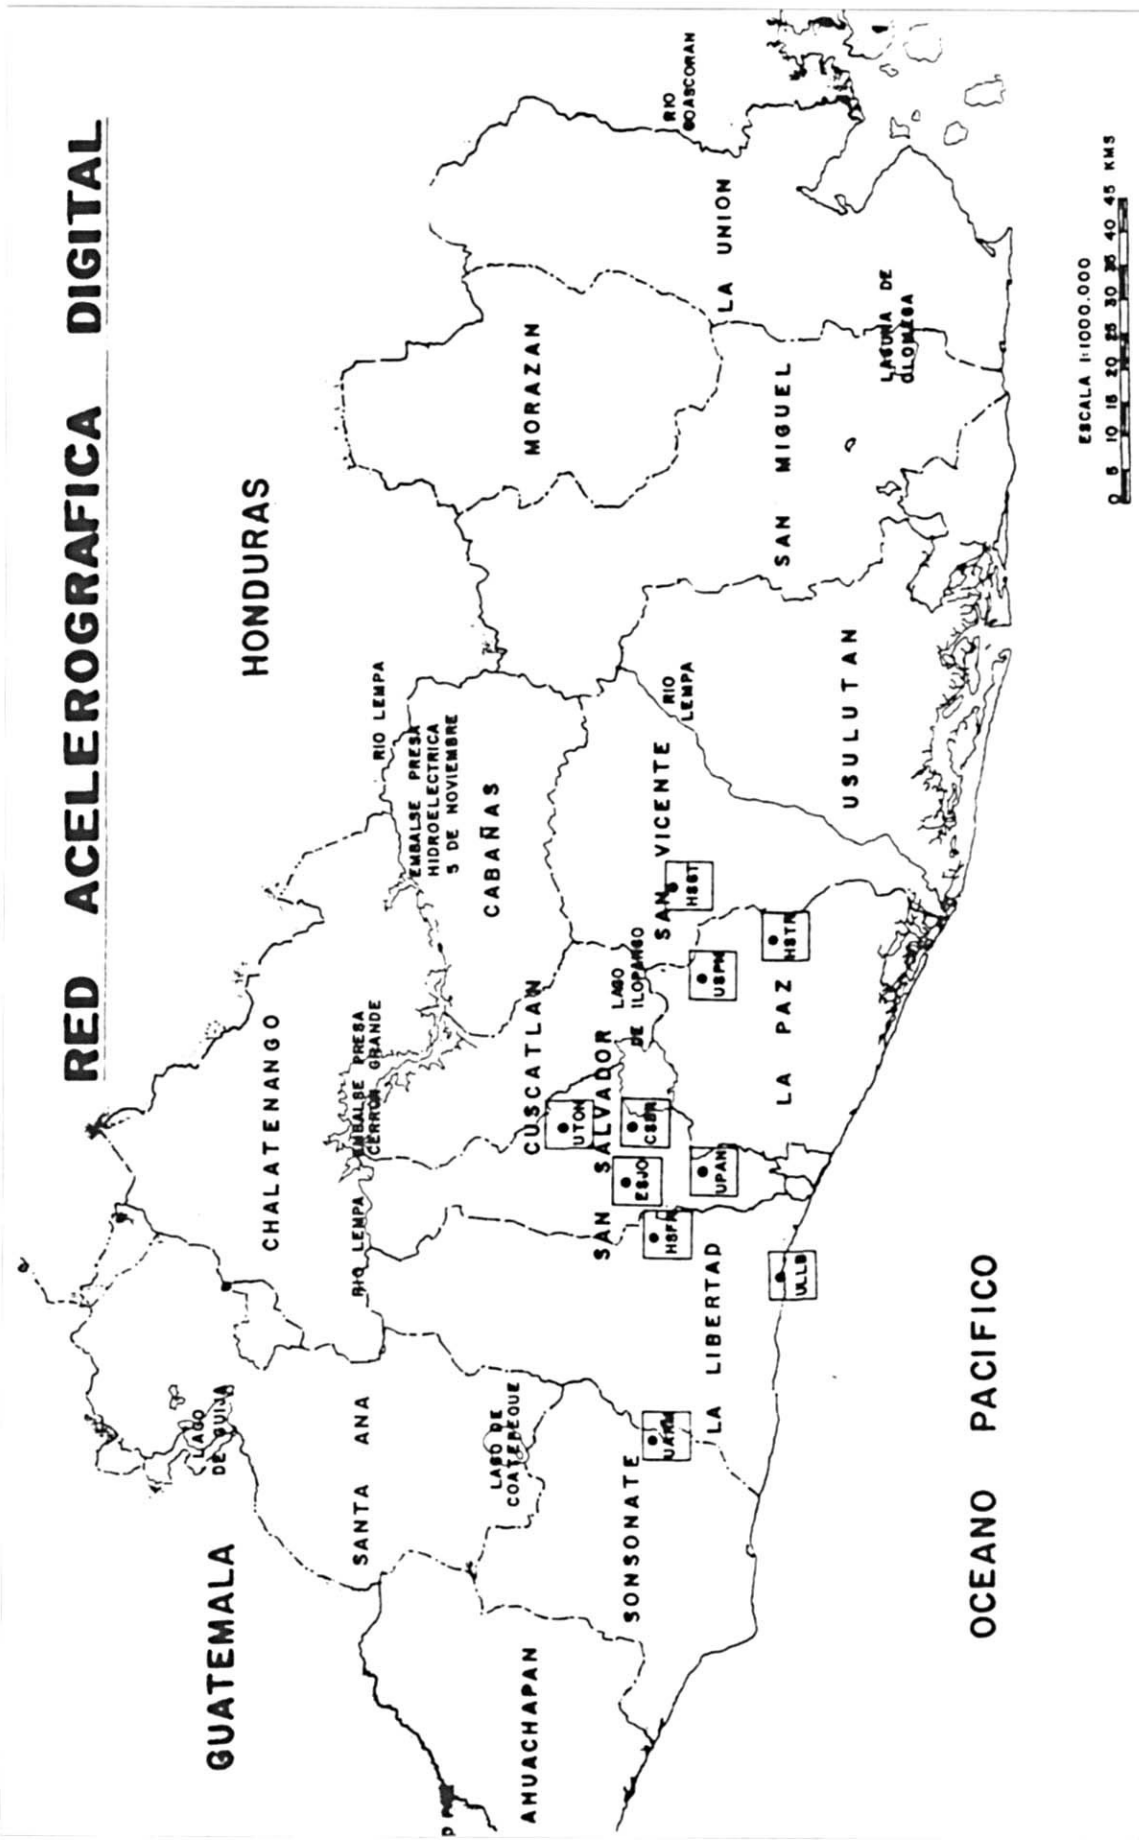 RED ACELEROGRAFICA DIGITAL
HONDURAS
GUATEMALA
CHALATENANGO
LAGO
DE GUIJA
RIO LEMPA
EMBALSE PRESA
CERRON GRANDE
RIO LEMPA
EMBALSE PRESA
HIDROELECTRICA
5 DE NOVIEMBRE
SANTA ANA
CABAÑAS
MORAZAN
LAGO DE
COATEPEQUE
CUSCATLAN
AHUACHAPAN
UTON
SAN SALVADOR
LAGO
DE ILOPANGO
SONSONATE
ESJO
CSBR
SAN VICENTE
RIO
LEMPA
RIO
GOASCORAN
UARM
HSFR
HSST
LA LIBERTAD
UPAN
USPN
LA UNION
ULLB
LA PAZ
HSTR
SAN MIGUEL
USULUTAN
LAGUNA DE
OLOMEGA
OCEANO PACIFICO
ESCALA 1:1000.000
0 5 10 15 20 25 30 35 40 45 KMS